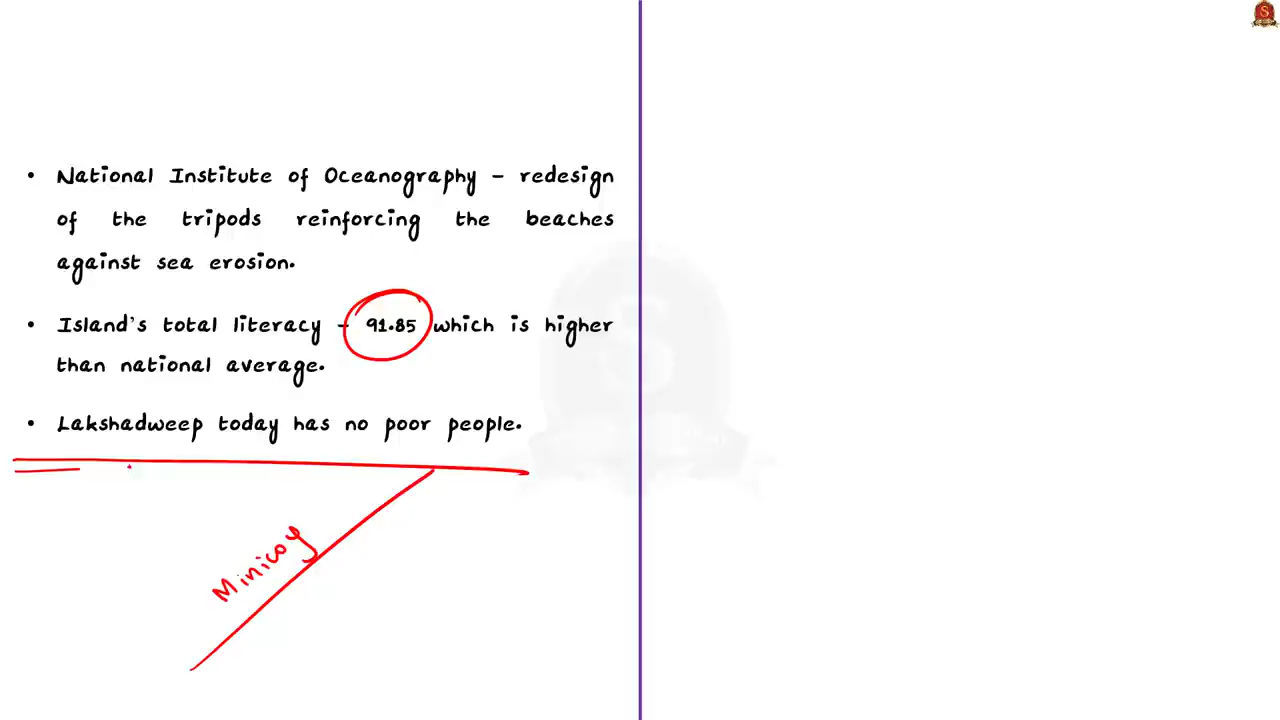 • National Institute of Oceanography – redesign
of the tripods reinforcing the beaches
against sea erosion.
• Island's total literacy – 91.85 which is higher
than national average.
• Lakshadweep today has no poor people.
Minicoy